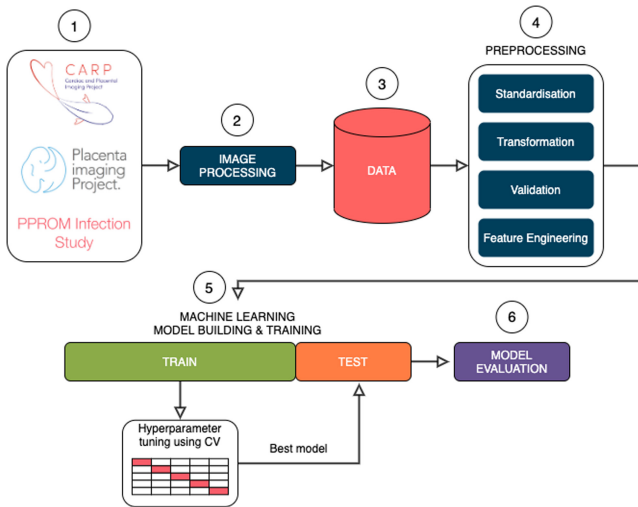 1
CARP
Cardiac and Placental
Imaging Project
Placenta
imaging
Project.
PPROM Infection
Study
2
IMAGE
PROCESSING
3
DATA
4
PREPROCESSING
Standardisation
Transformation
Validation
Feature Engineering
5
MACHINE LEARNING
MODEL BUILDING & TRAINING
TRAIN
TEST
6
MODEL
EVALUATION
Hyperparameter
tuning using CV
Best model